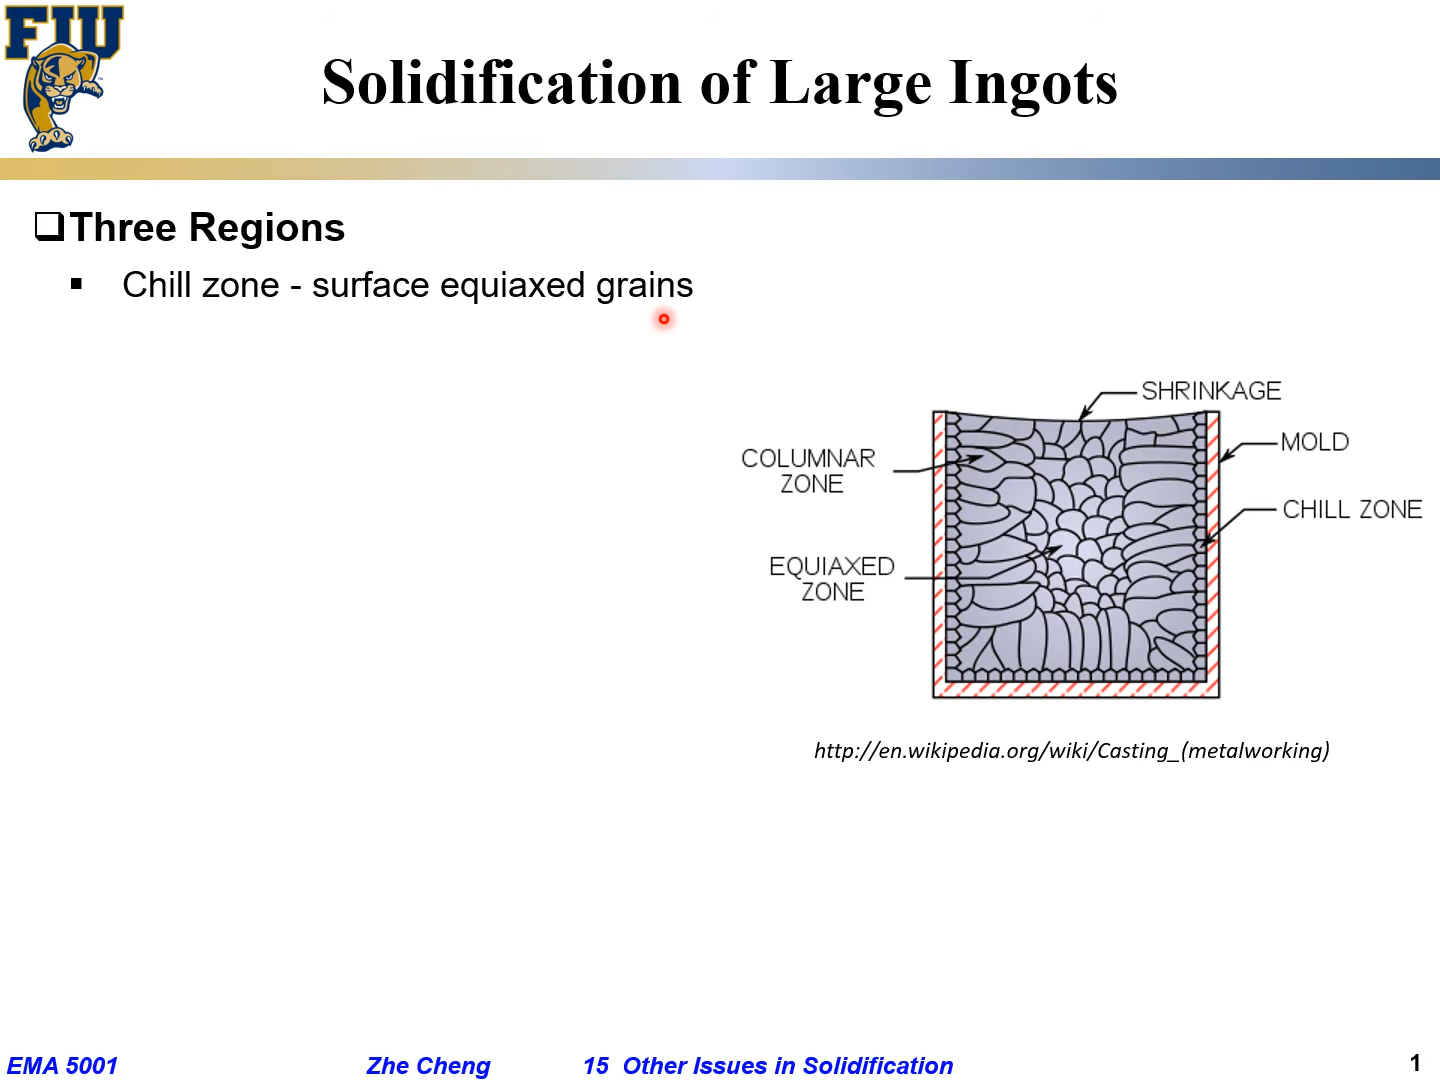 FIU
Solidification of Large Ingots
Three Regions
Chill zone - surface equiaxed grains
SHRINKAGE
MOLD
COLUMNAR
ZONE
CHILL ZONE
EQUIAXED
ZONE
http://en.wikipedia.org/wiki/Casting_(metalworking)
EMA 5001 Zhe Cheng 15 Other Issues in Solidification 1